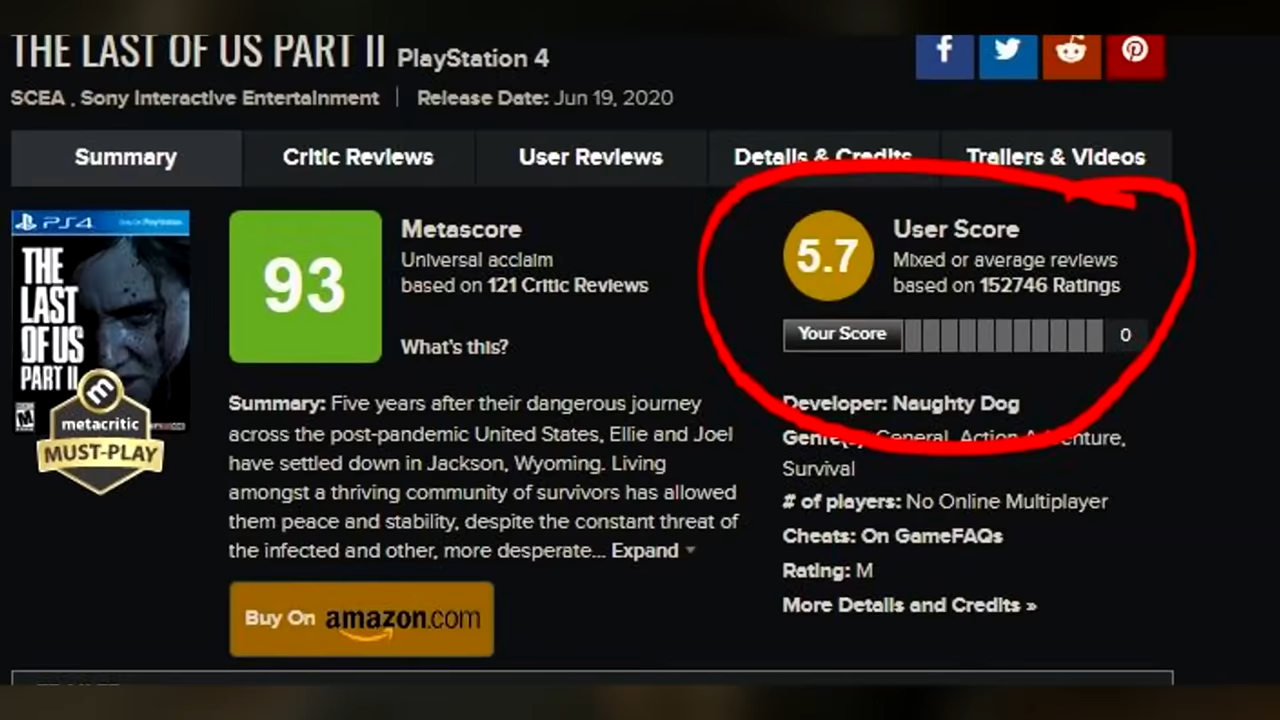 THE LAST OF US PART II PlayStation 4
SCEA , Sony Interactive Entertainment | Release Date: Jun 19, 2020
Summary
Critic Reviews
User Reviews
Details & Credits
Trailers & Videos
PS4
THE
LAST
OF US
PART II
M
metacritic
MUST-PLAY
93
Metascore
Universal acclaim
based on 121 Critic Reviews
What's this?
5.7
User Score
Mixed or average reviews
based on 152746 Ratings
Your Score
0
Summary: Five years after their dangerous journey
across the post-pandemic United States, Ellie and Joel
have settled down in Jackson, Wyoming. Living
amongst a thriving community of survivors has allowed
them peace and stability, despite the constant threat of
the infected and other, more desperate... Expand
Buy On amazon.com
Developer: Naughty Dog
Genre(s): General, Action Adventure,
Survival
# of players: No Online Multiplayer
Cheats: On GameFAQs
Rating: M
More Details and Credits »